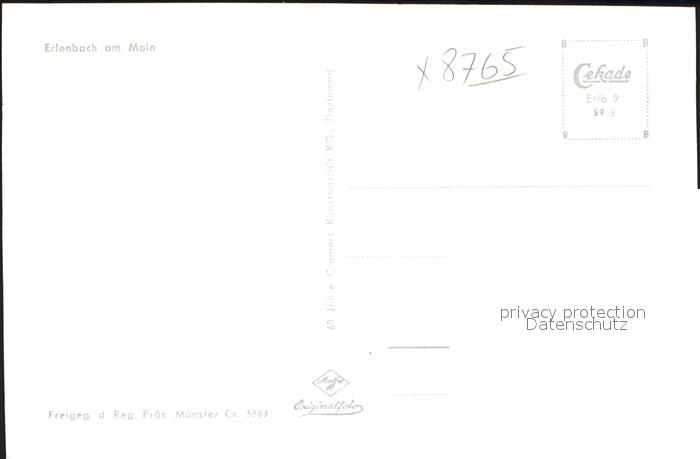 Erlenbach am Main
x 8765
B B
Cekade
Erlb 9
59 3
R B
60 Jahre Cramers Kunstanstalt KG., Dortmund
privacy protection
Datenschutz
Agfa
Originalfoto
Freigeg. d. Reg. Präs. Münster Cr. 5583